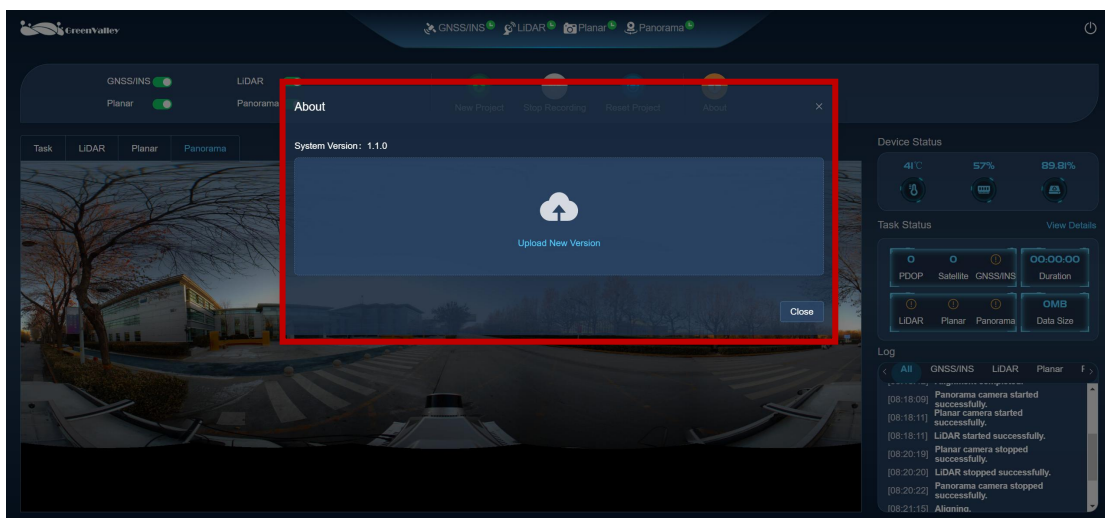 GreenValley
GNSS/INS LiDAR Planar Panorama
GNSS/INS LiDAR
Planar Panorama
New Project Stop Recording Reset Project About
About ×
System Version: 1.1.0
Upload New Version
Close
Task LiDAR Planar Panorama
Device Status
41℃ 57% 89.81%
Task Status View Details
0 0 00:00:00
PDOP Satellite GNSS/INS Duration
0MB
LiDAR Planar Panorama Data Size
Log
All GNSS/INS LiDAR Planar
[08:18:09] Panorama camera started
successfully.
[08:18:11] Planar camera started
successfully.
[08:18:11] LiDAR started successfully.
[08:20:19] Planar camera stopped
successfully.
[08:20:20] LiDAR stopped successfully.
[08:20:22] Panorama camera stopped
successfully.
[08:21:15] Aligning.